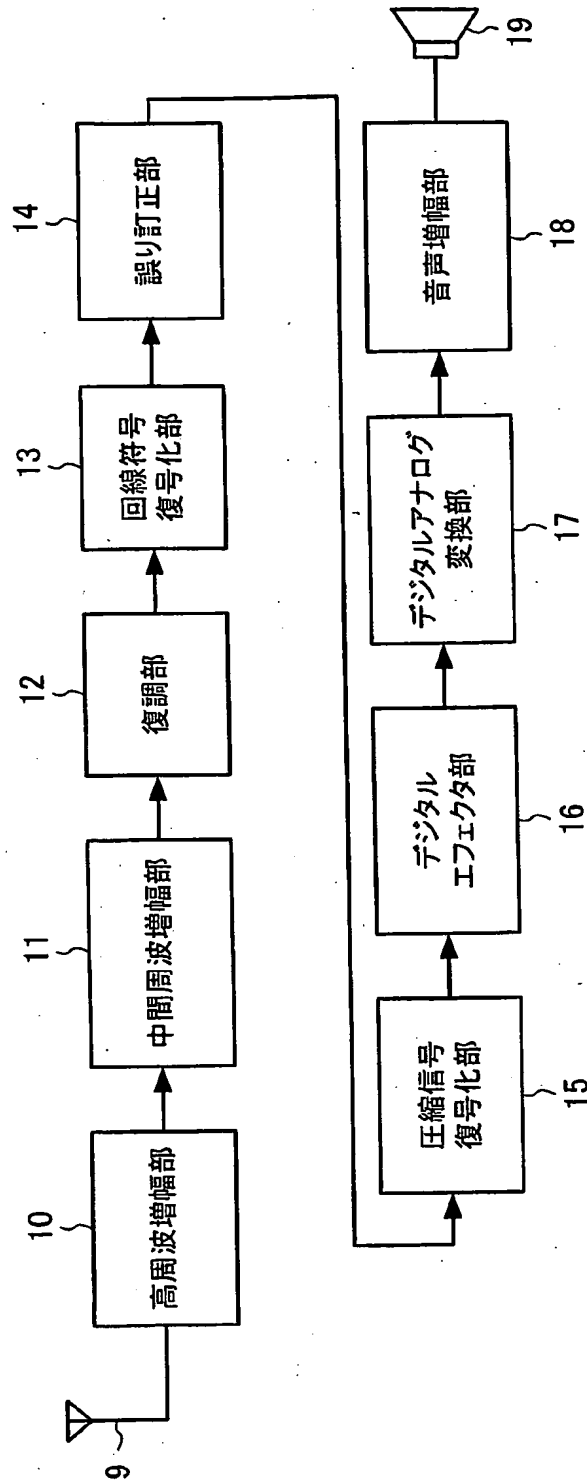 9
10
高周波増幅部
11
中間周波増幅部
12
復調部
13
回線符号
復号化部
14
誤り訂正部
圧縮信号
復号化部
15
デジタル
エフェクタ部
16
デジタルアナログ
変換部
17
音声増幅部
18
19